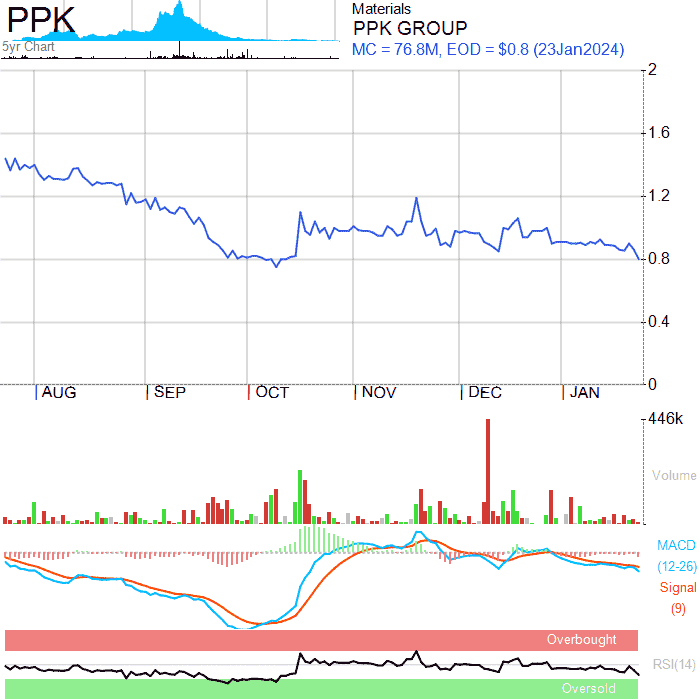 PPK
5yr Chart
Materials
PPK GROUP
MC = 76.8M, EOD = $0.8 (23Jan2024)
2
1.6
1.2
0.8
0.4
0
AUG
SEP
OCT
NOV
DEC
JAN
446k
Volume
MACD
(12-26)
Signal
(9)
Overbought
RSI(14)
Oversold